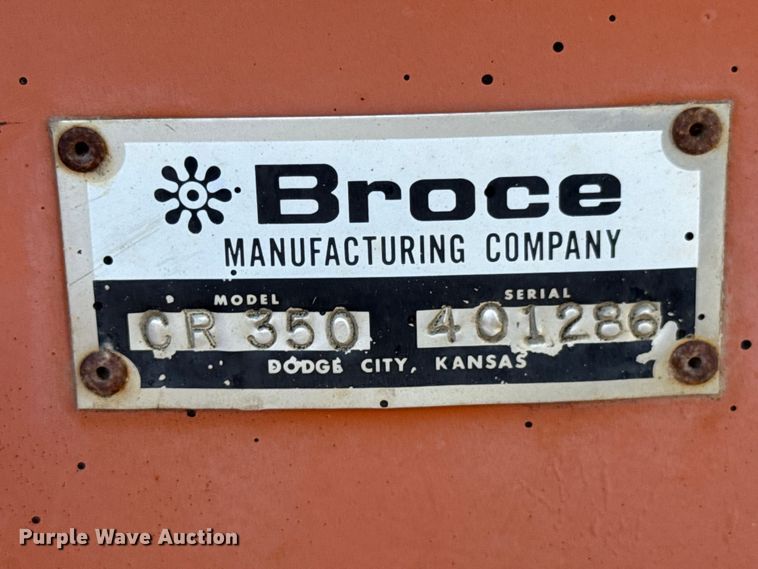 Broce
MANUFACTURING COMPANY
MODEL SERIAL
CR 350 401286
DODGE CITY, KANSAS
Purple Wave Auction